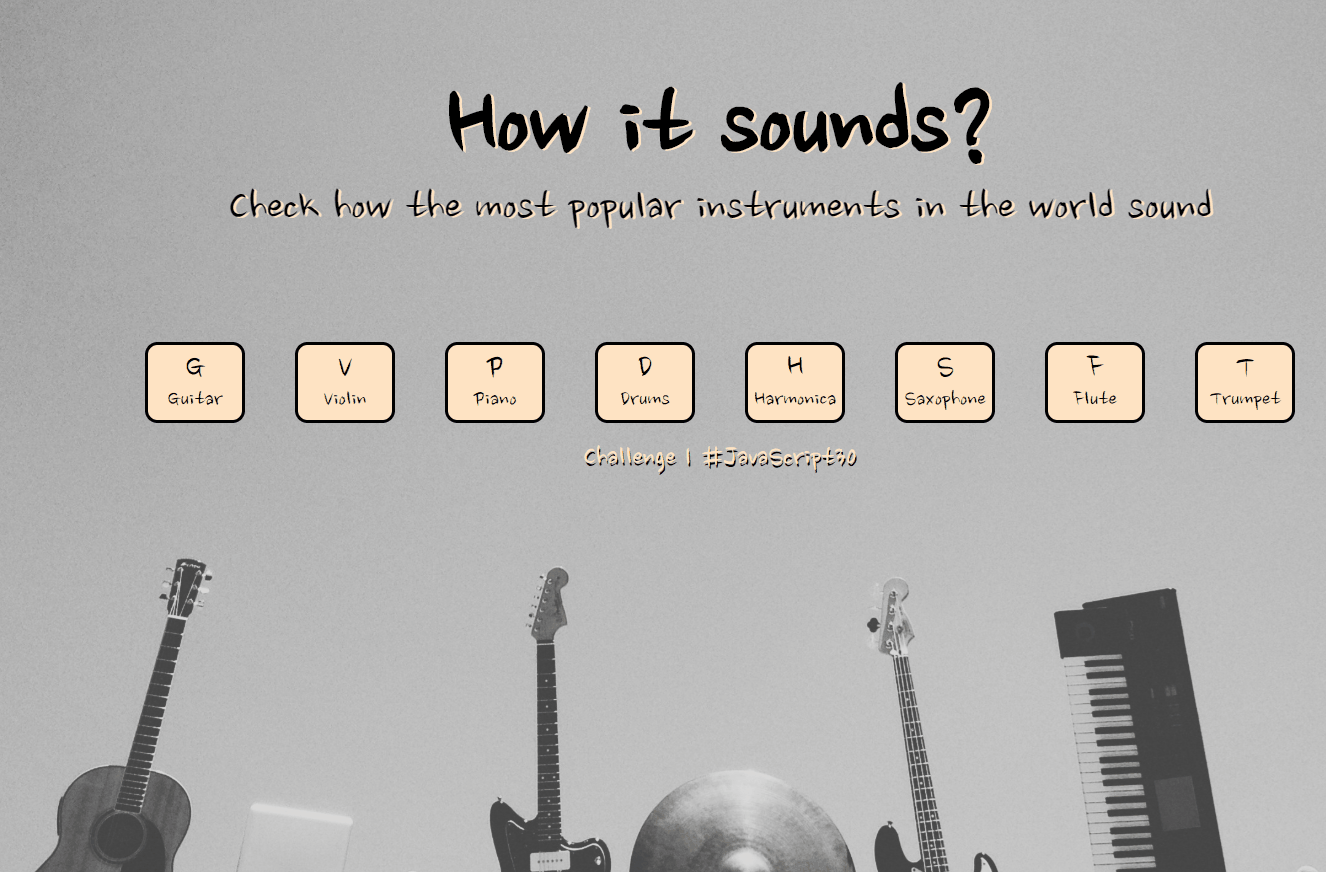 How it sounds?
Check how the most popular instruments in the world sound
G V P D H S F T
Guitar Violin Piano Drums Harmonica Saxophone Flute Trumpet
Challenge 1 #JavaScript30